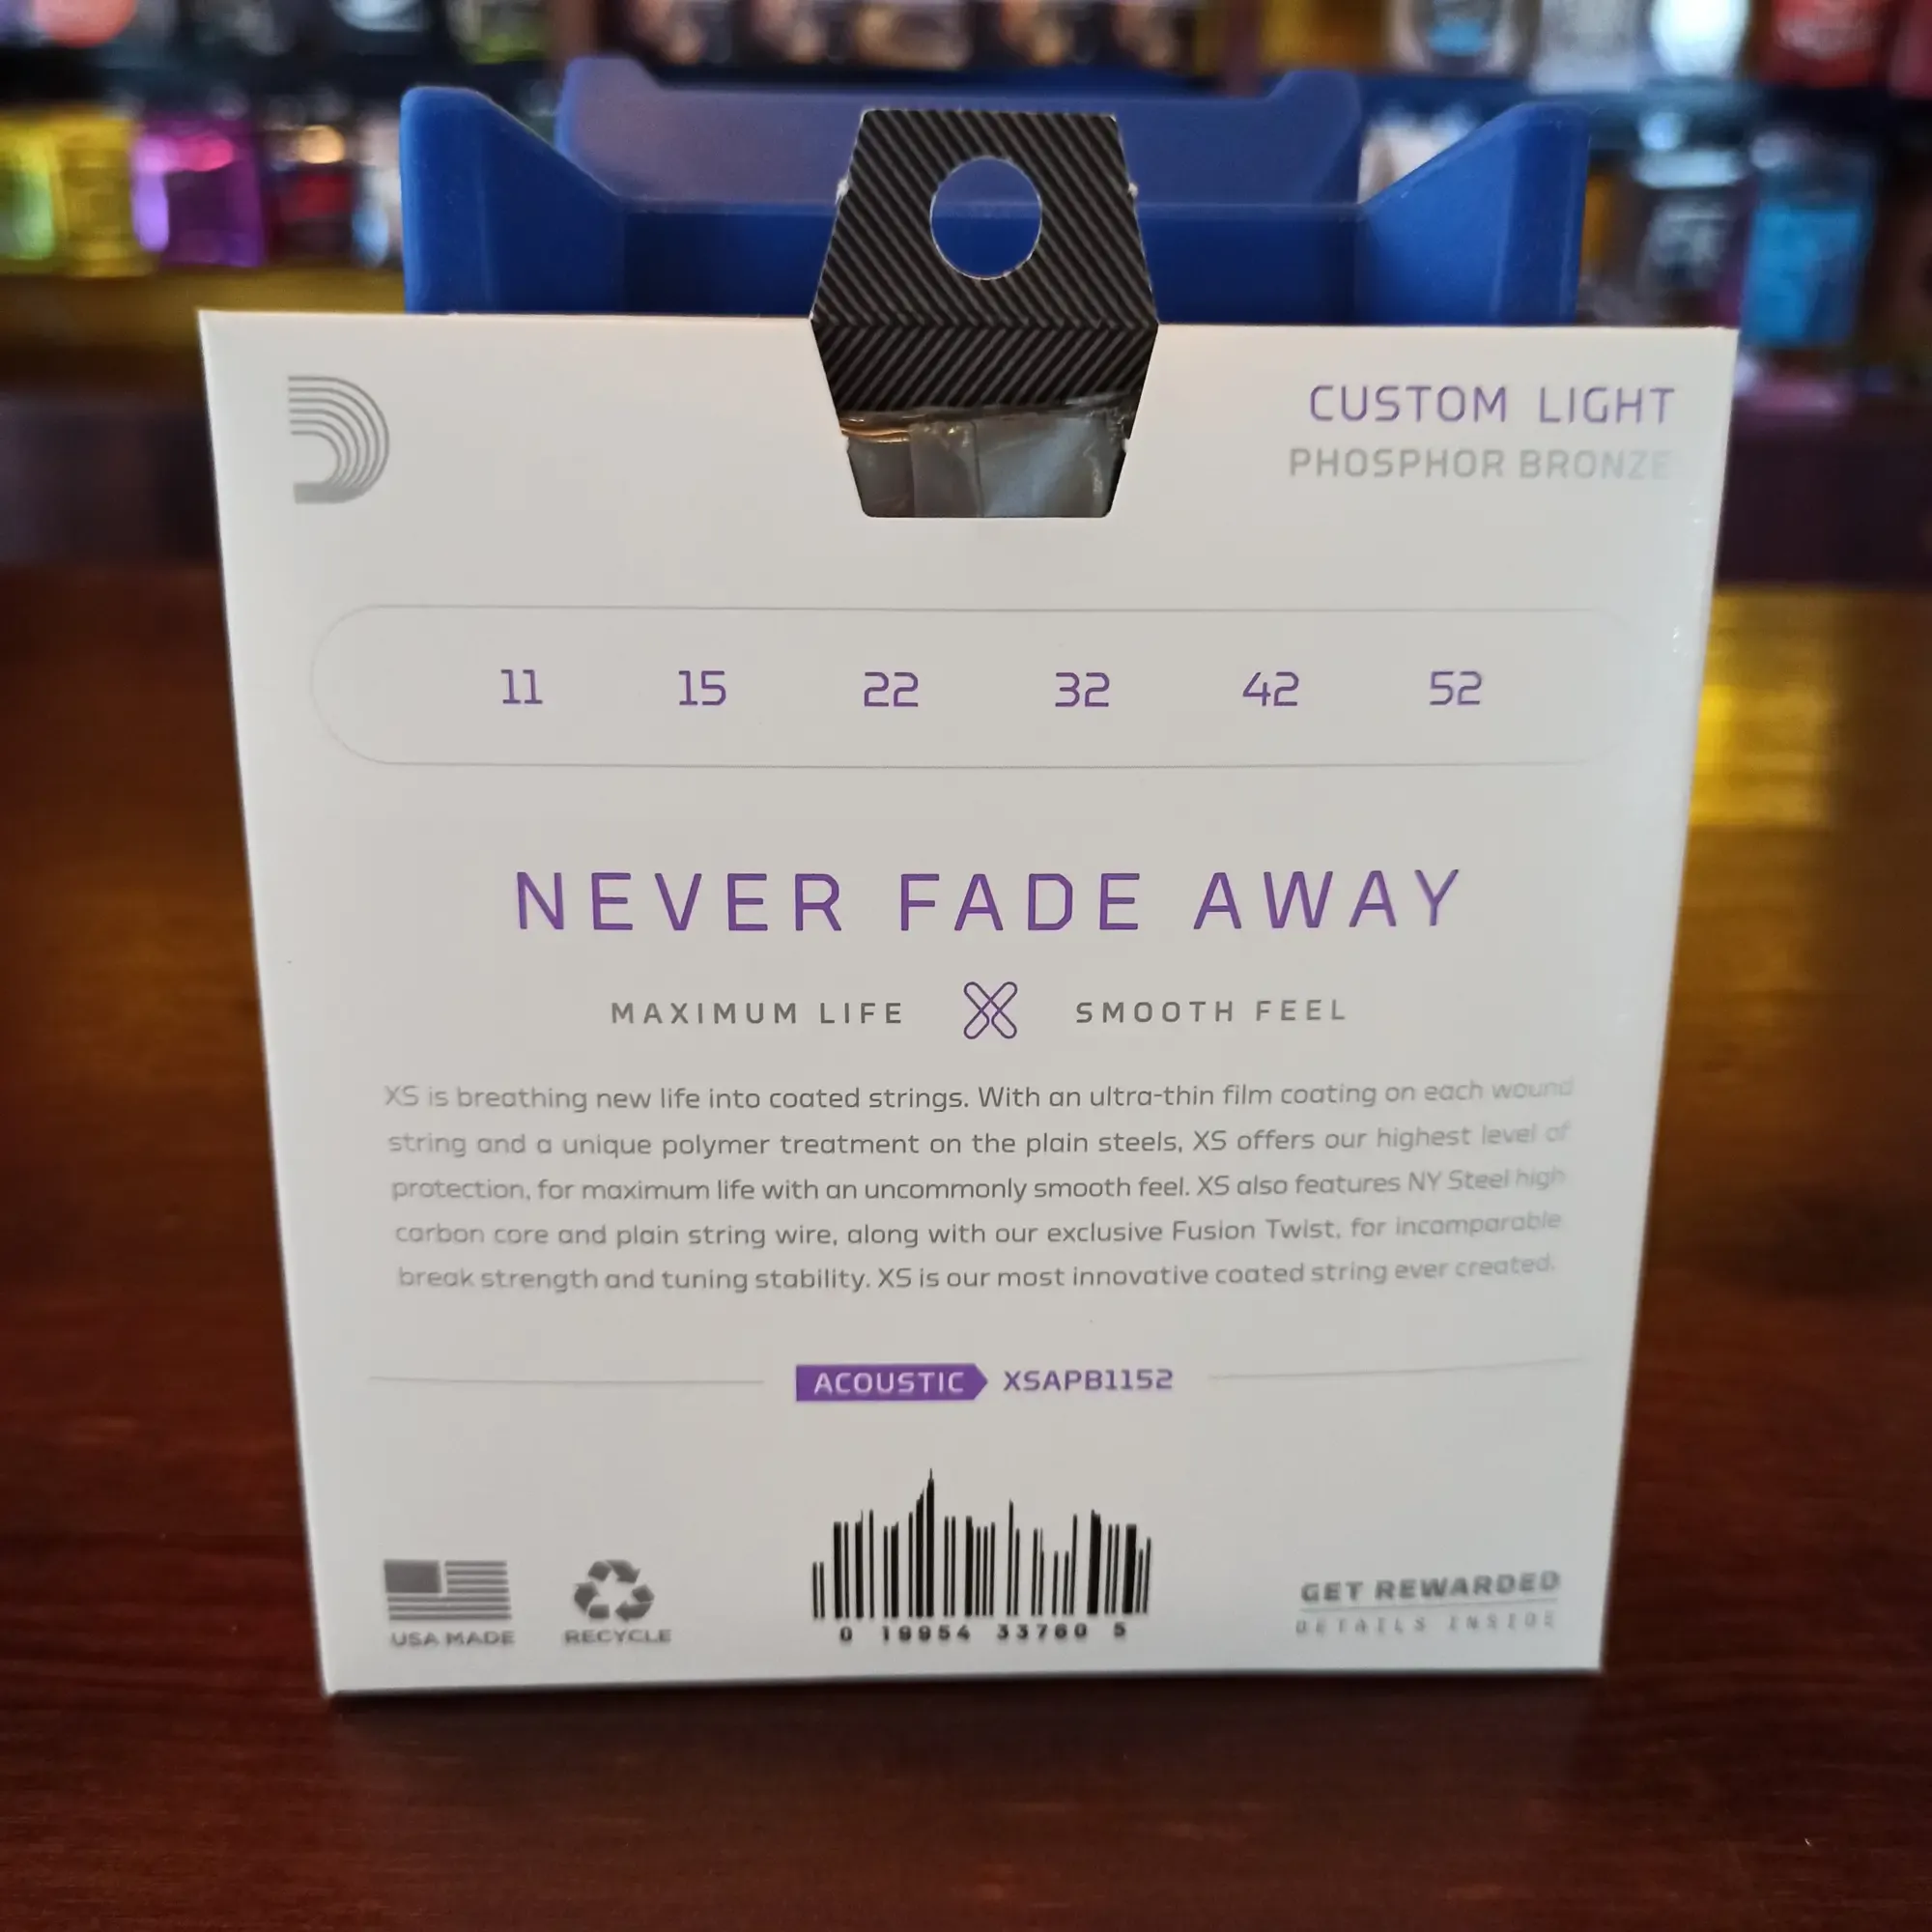 CUSTOM LIGHT
PHOSPHOR BRONZE
11 15 22 32 42 52
NEVER FADE AWAY
MAXIMUM LIFE X SMOOTH FEEL
XS is breathing new life into coated strings. With an ultra-thin film coating on each wound
string and a unique polymer treatment on the plain steels, XS offers our highest level of
protection, for maximum life with an uncommonly smooth feel. XS also features NY Steel high
carbon core and plain string wire, along with our exclusive Fusion Twist, for incomparable
break strength and tuning stability. XS is our most innovative coated string ever created.
ACOUSTIC XSAPB1152
0 19954 33760 5
USA MADE
RECYCLE
GET REWARDED
DETAILS INSIDE